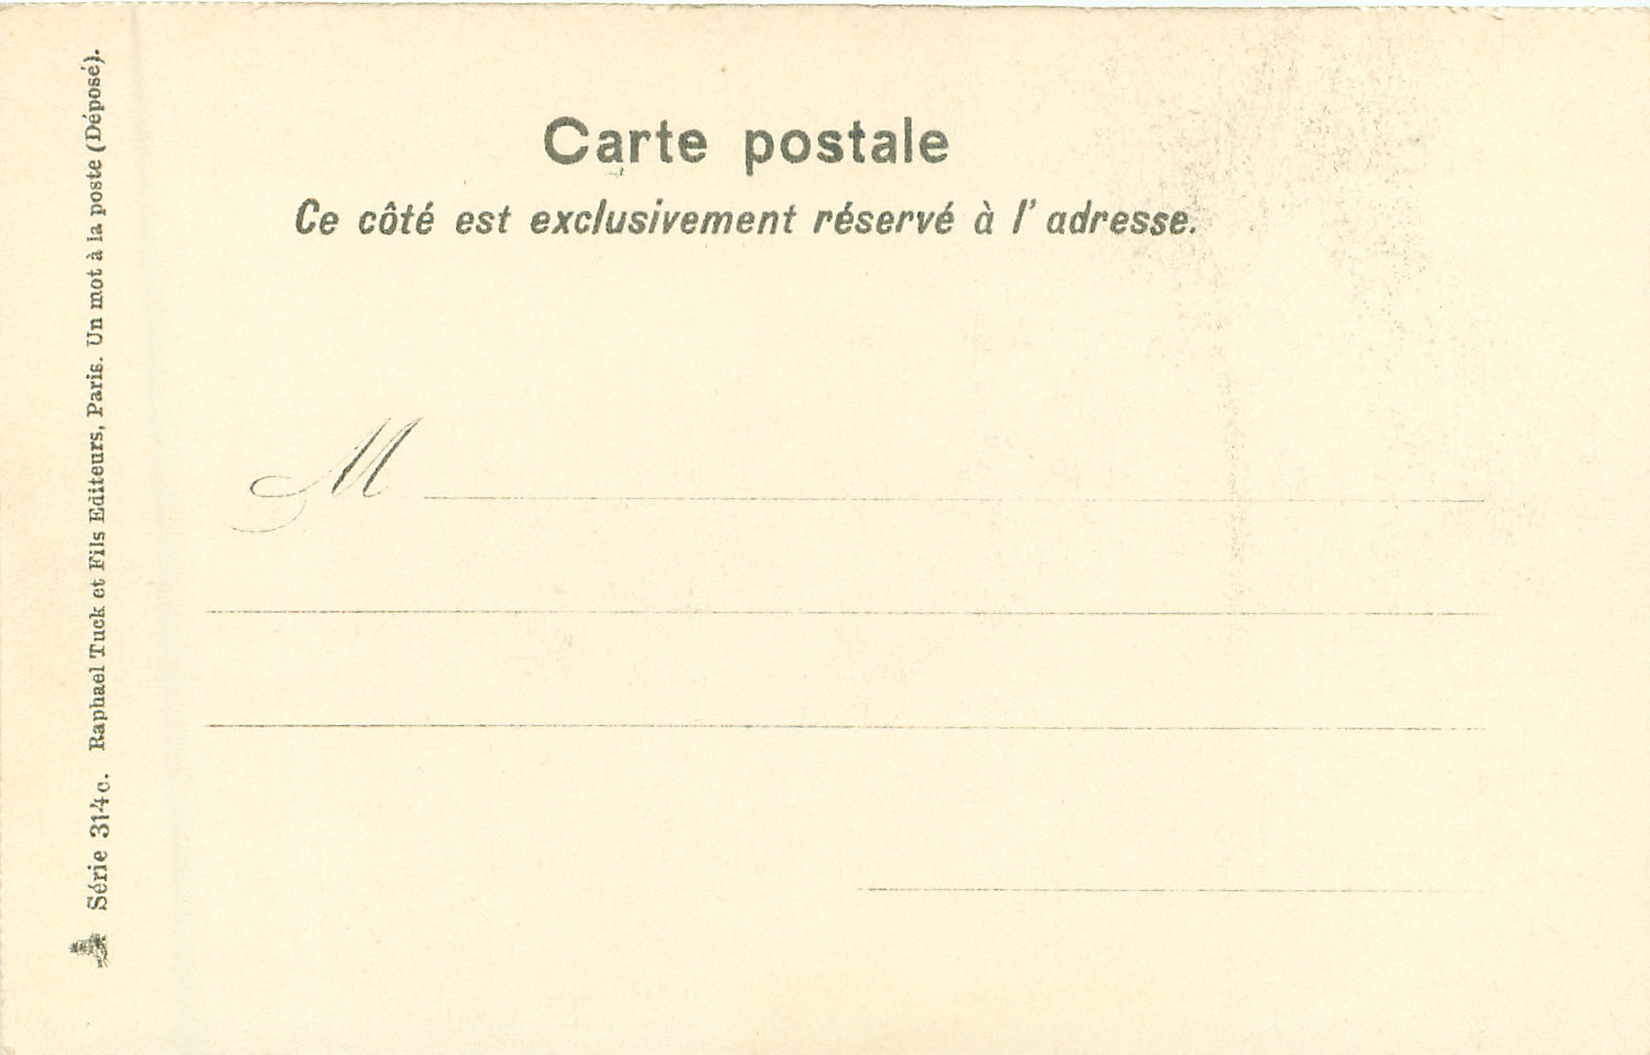 Carte postale
Ce côté est exclusivement réservé à l' adresse.
M
Série 314c. Raphael Tuck et Fils Editeurs, Paris. Un mot à la poste (Déposé).